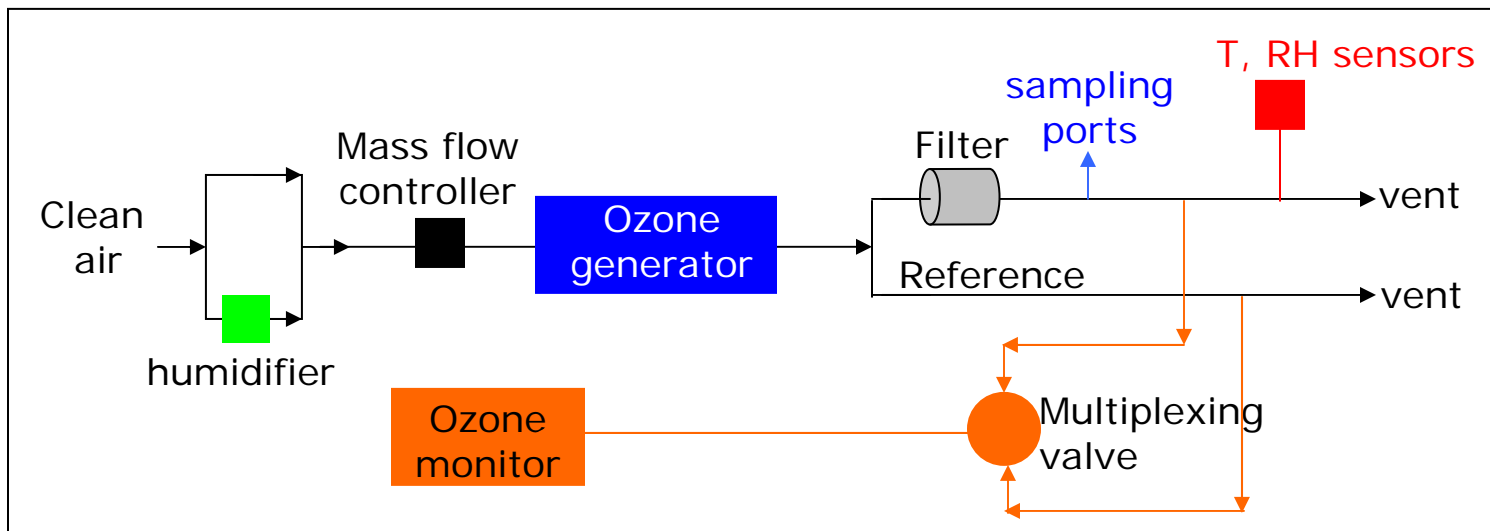 Clean
air
humidifier
Mass flow
controller
Ozone
generator
Filter
Reference
sampling
ports
T, RH sensors
vent
vent
Ozone
monitor
Multiplexing
valve